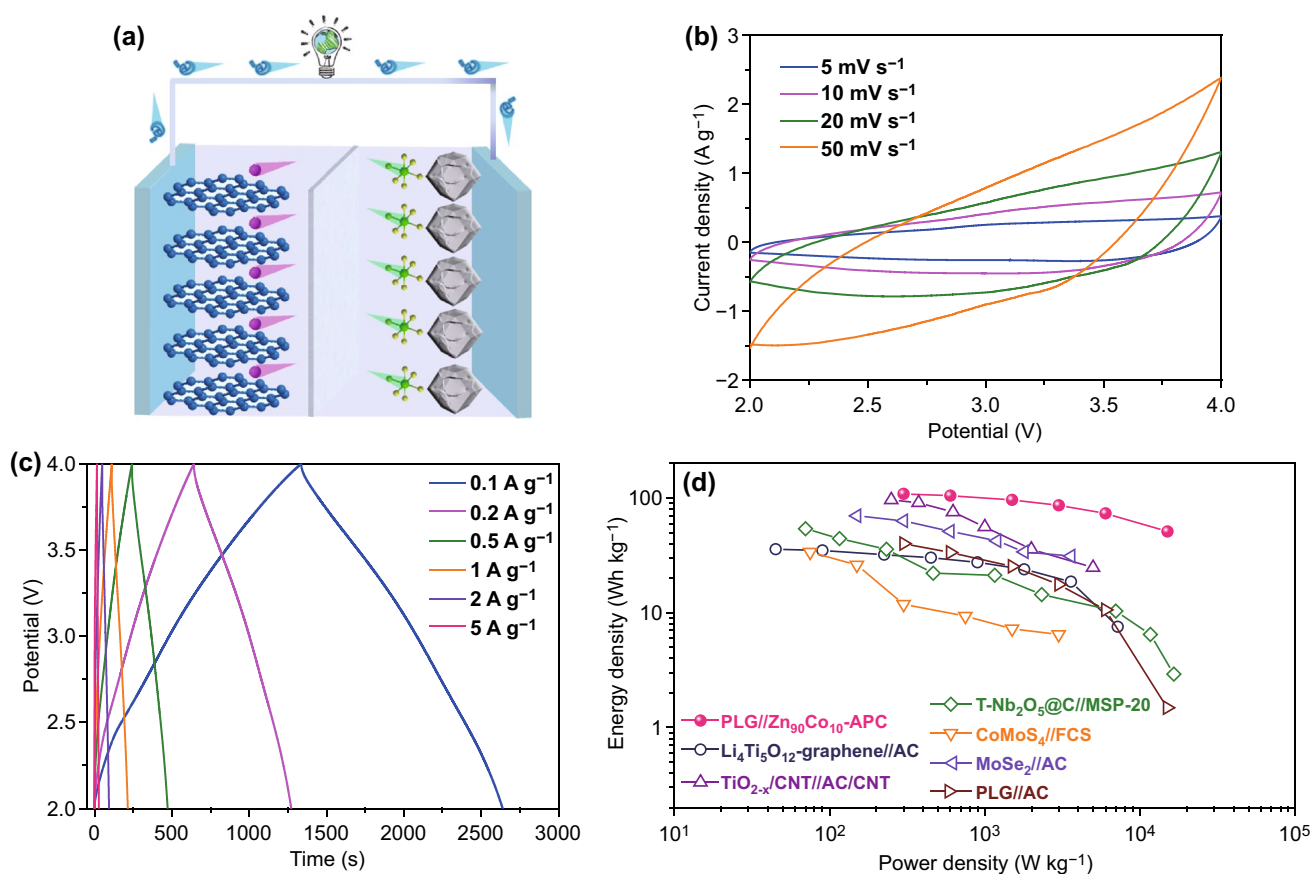 (a)
(b)
Current density (A g⁻¹)
3
2
1
0
−1
−2
5 mV s⁻¹
10 mV s⁻¹
20 mV s⁻¹
50 mV s⁻¹
2.0 2.5 3.0 3.5 4.0
Potential (V)
(c)
Potential (V)
4.0
3.5
3.0
2.5
2.0
0.1 A g⁻¹
0.2 A g⁻¹
0.5 A g⁻¹
1 A g⁻¹
2 A g⁻¹
5 A g⁻¹
0 500 1000 1500 2000 2500 3000
Time (s)
(d)
Energy density (Wh kg⁻¹)
100
10
1
PLG//Zn₉₀Co₁₀-APC
Li₄Ti₅O₁₂-graphene//AC
TiO₂₋ₓ/CNT//AC/CNT
T-Nb₂O₅@C//MSP-20
CoMoS₄//FCS
MoSe₂//AC
PLG//AC
10¹ 10² 10³ 10⁴ 10⁵
Power density (W kg⁻¹)